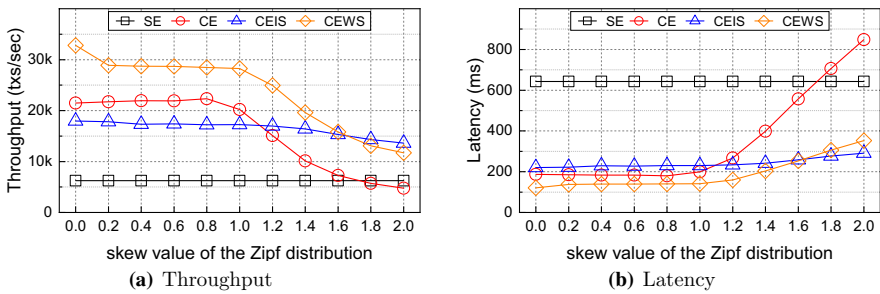 SE CE CEIS CEWS
Throughput (txs/sec)
30k
20k
10k
0
0.0 0.2 0.4 0.6 0.8 1.0 1.2 1.4 1.6 1.8 2.0
skew value of the Zipf distribution
(a) Throughput
SE CE CEIS CEWS
Latency (ms)
800
600
400
200
0
0.0 0.2 0.4 0.6 0.8 1.0 1.2 1.4 1.6 1.8 2.0
skew value of the Zipf distribution
(b) Latency